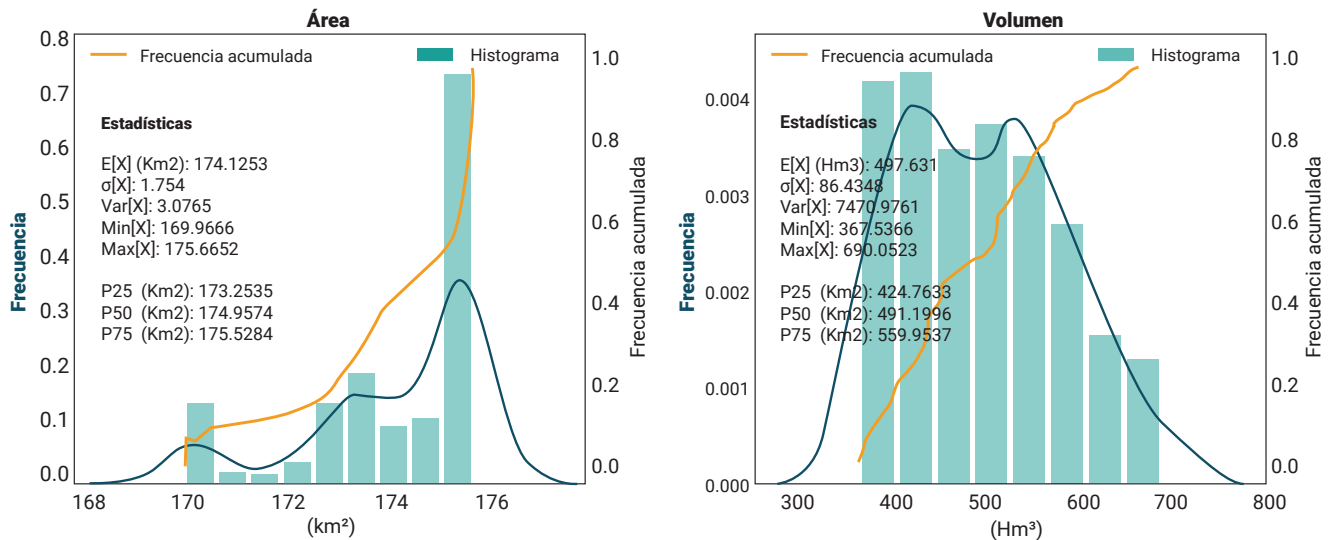 Área
Frecuencia acumulada
Histograma
0.8
0.7
0.6
0.5
0.4
0.3
0.2
0.1
0.0
Frecuencia
Estadísticas
E[X] (Km2): 174.1253
σ[X]: 1.754
Var[X]: 3.0765
Min[X]: 169.9666
Max[X]: 175.6652
P25 (Km2): 173.2535
P50 (Km2): 174.9574
P75 (Km2): 175.5284
1.0
0.8
0.6
0.4
0.2
0.0
Frecuencia acumulada
168
170
172
174
176
(km²)
Volumen
Frecuencia acumulada
Histograma
0.004
0.003
0.002
0.001
0.000
Frecuencia
Estadísticas
E[X] (Hm3): 497.631
σ[X]: 86.4348
Var[X]: 7470.9761
Min[X]: 367.5366
Max[X]: 690.0523
P25 (Km2): 424.7633
P50 (Km2): 491.1996
P75 (Km2): 559.9537
1.0
0.8
0.6
0.4
0.2
0.0
Frecuencia acumulada
300
400
500
600
700
800
(Hm³)